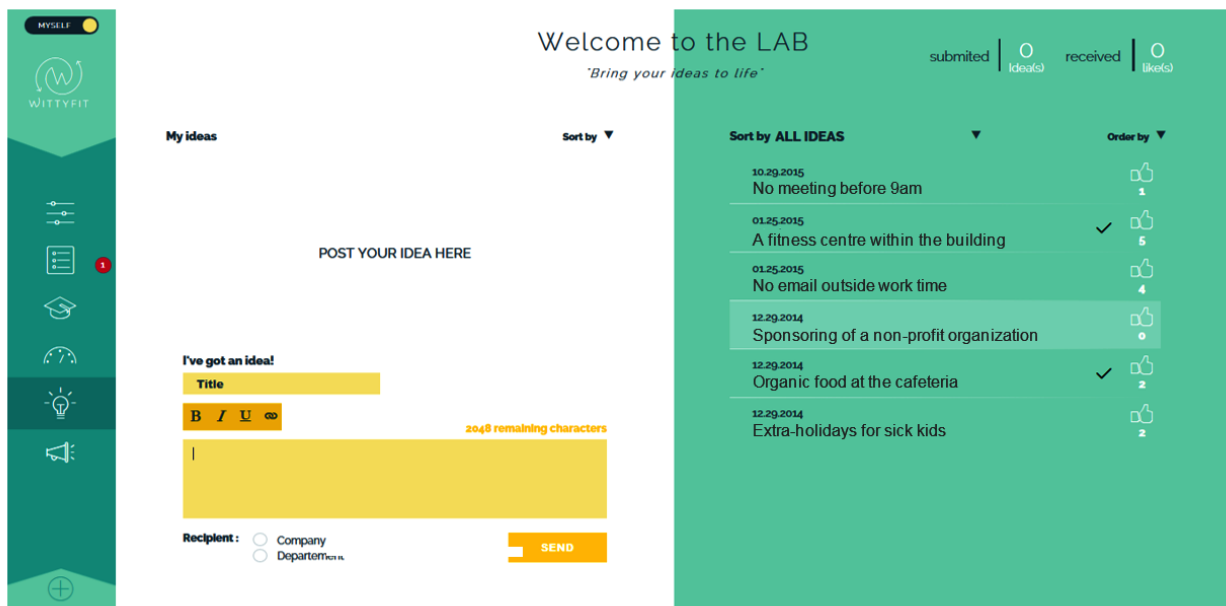 MYSELF
WITTYFIT
1
Welcome to the LAB
"Bring your ideas to life"
submited
0
Idea(s)
received
0
like(s)
My ideas
Sort by
POST YOUR IDEA HERE
I've got an idea!
Title
B I U
2048 remaining characters
Recipient :
Company
SEND
Sort by ALL IDEAS
Order by
10.29.2015
No meeting before 9am
1
01.25.2015
A fitness centre within the building
5
01.25.2015
No email outside work time
4
12.29.2014
Sponsoring of a non-profit organization
0
12.29.2014
Organic food at the cafeteria
2
12.29.2014
Extra-holidays for sick kids
2